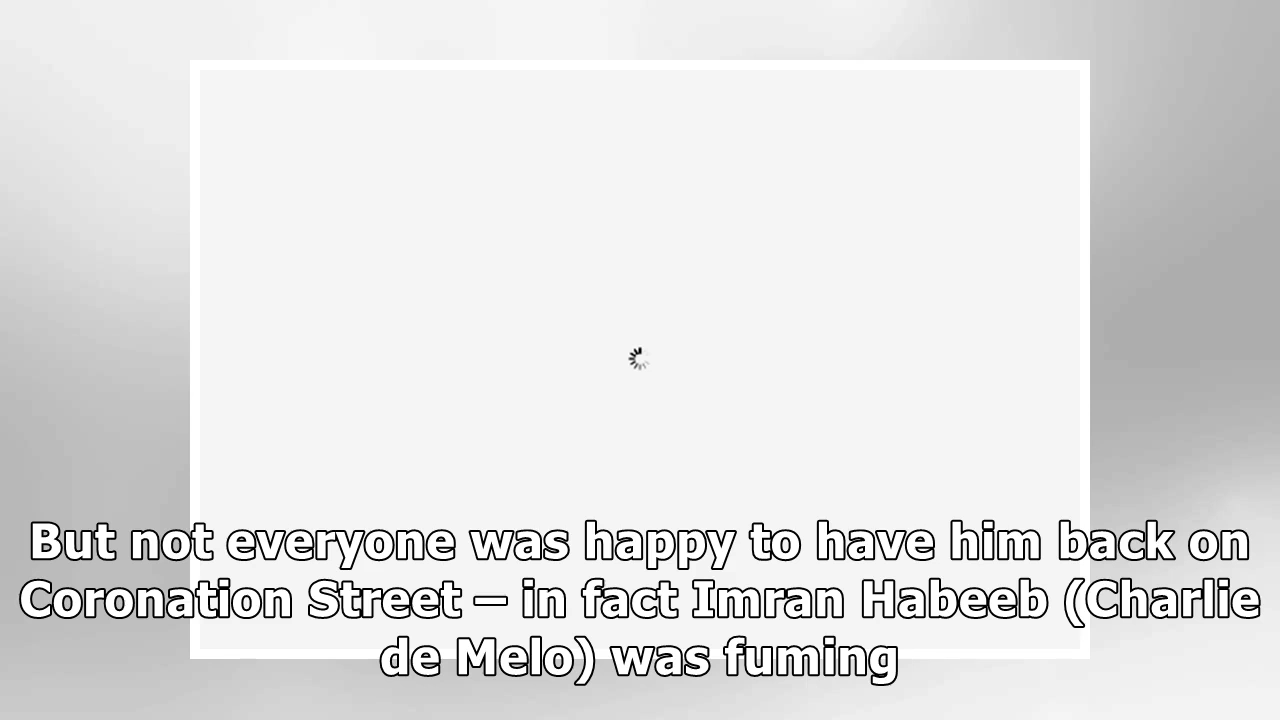 But not everyone was happy to have him back on
Coronation Street – in fact Imran Habeeb (Charlie
de Melo) was fuming